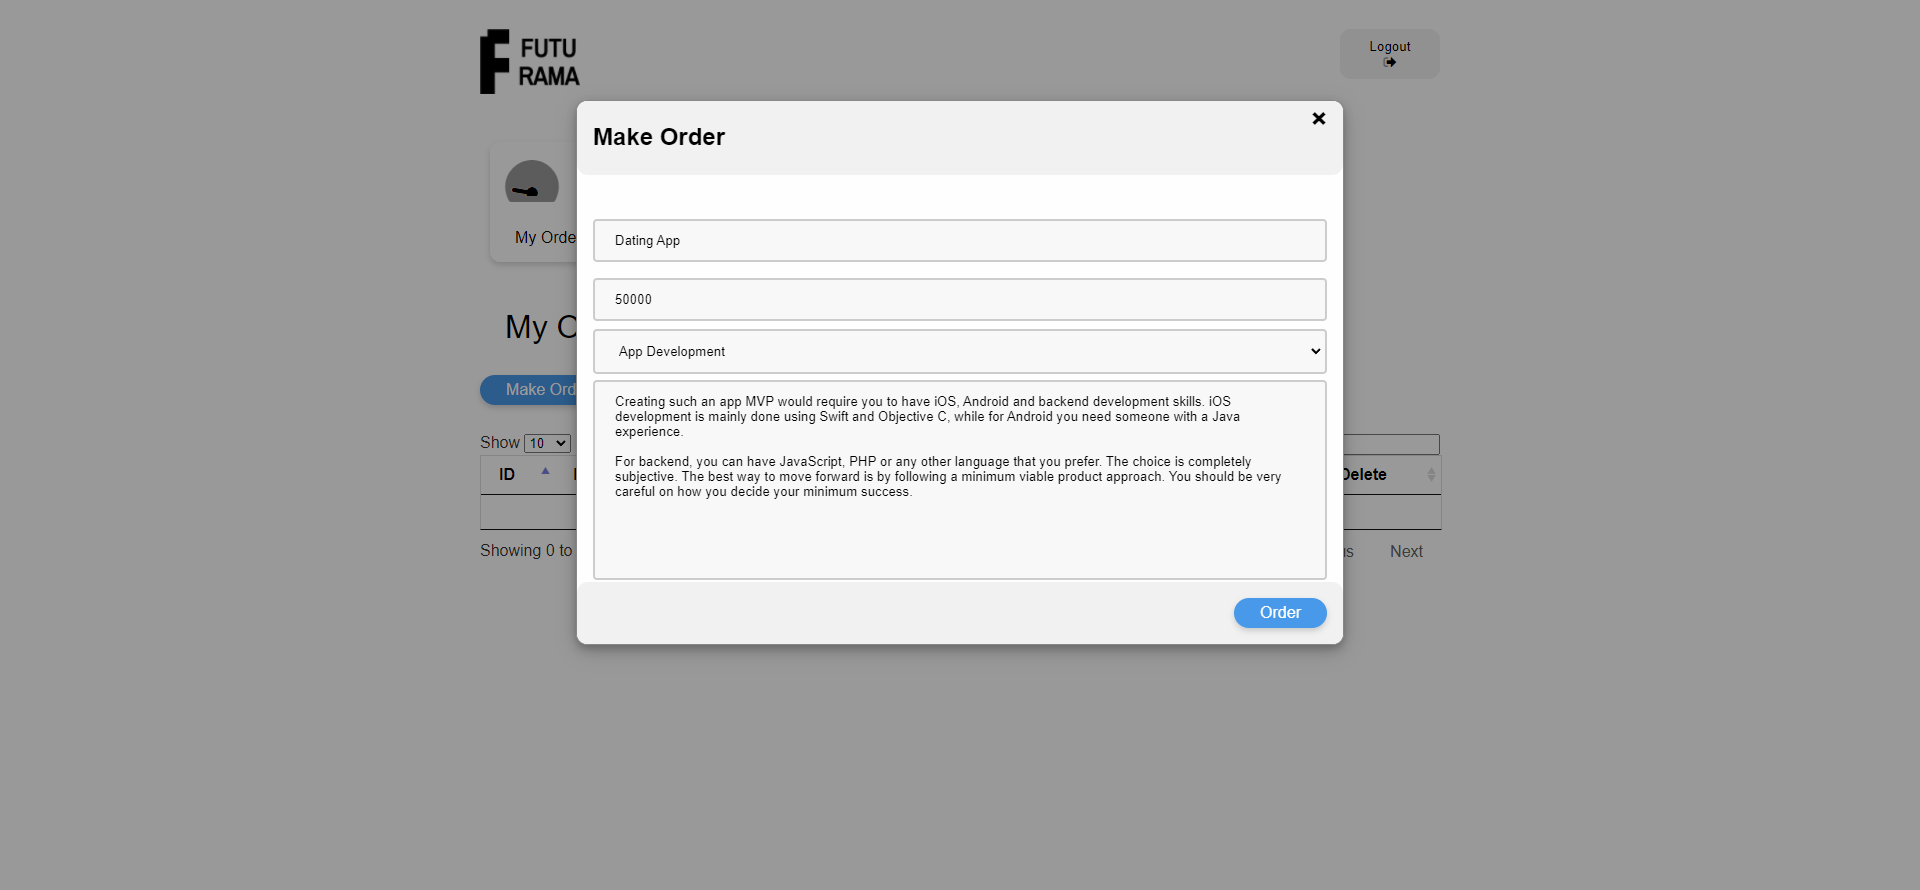 FUTU
RAMA
Logout
Make Order
My Orde
Dating App
50000
My O
App Development
Make Ord
Creating such an app MVP would require you to have iOS, Android and backend development skills. iOS
development is mainly done using Swift and Objective C, while for Android you need someone with a Java
experience.
For backend, you can have JavaScript, PHP or any other language that you prefer. The choice is completely
subjective. The best way to move forward is by following a minimum viable product approach. You should be very
careful on how you decide your minimum success.
Show 10
ID Delete
Showing 0 to
us Next
Order